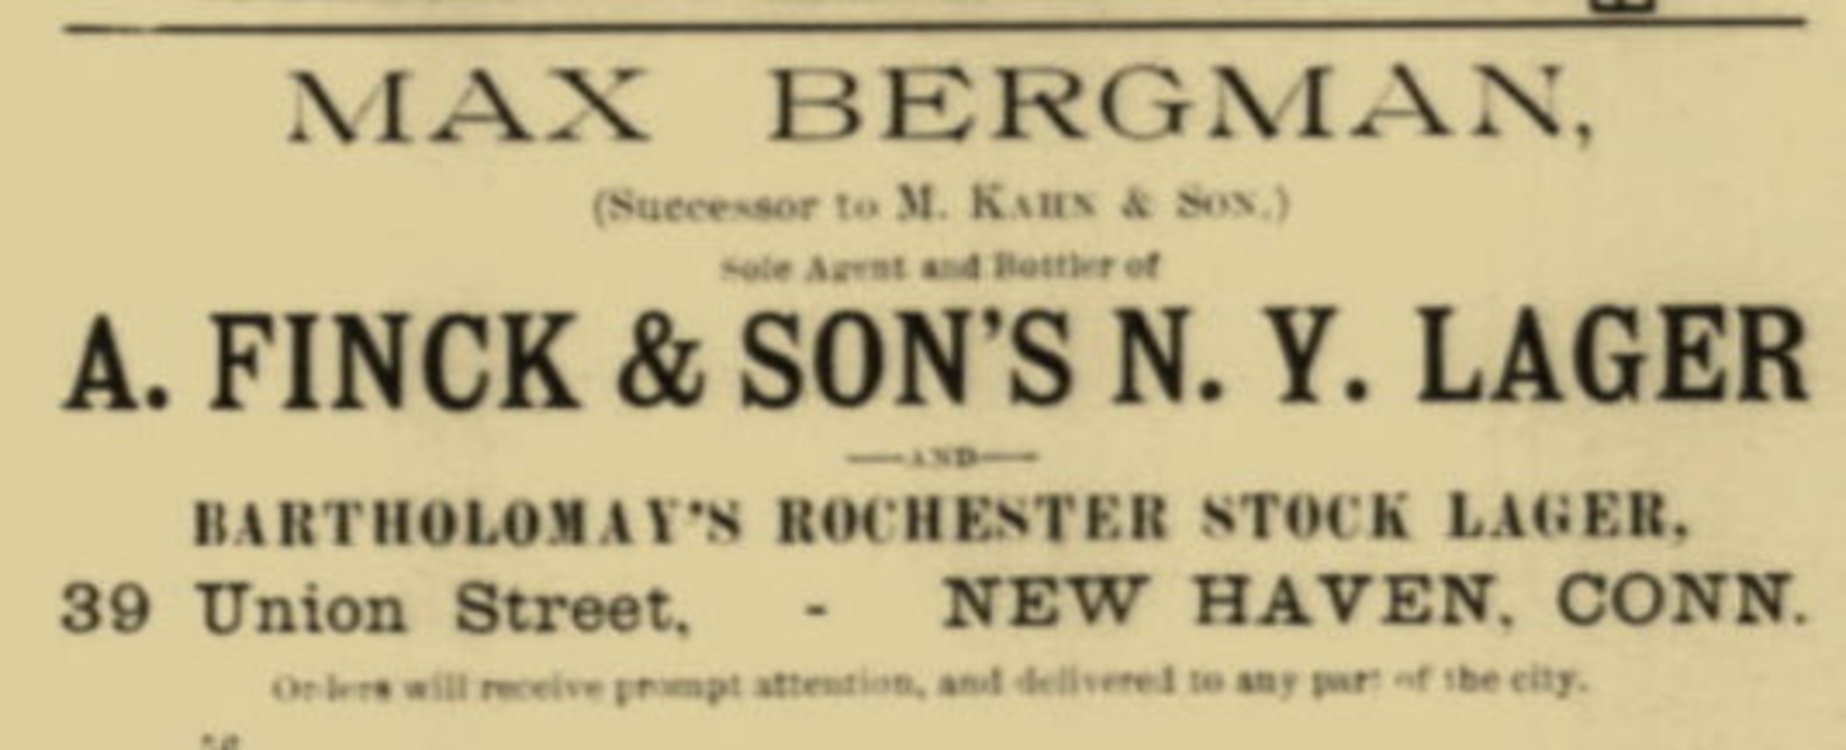 MAX BERGMAN,
(Successor to M. KAHN & SON.)
Sole Agent and Bottler of
A. FINCK & SON'S N. Y. LAGER
—AND—
BARTHOLOMAY'S ROCHESTER STOCK LAGER,
39 Union Street, - NEW HAVEN, CONN.
Orders will receive prompt attention, and delivered to any part of the city.